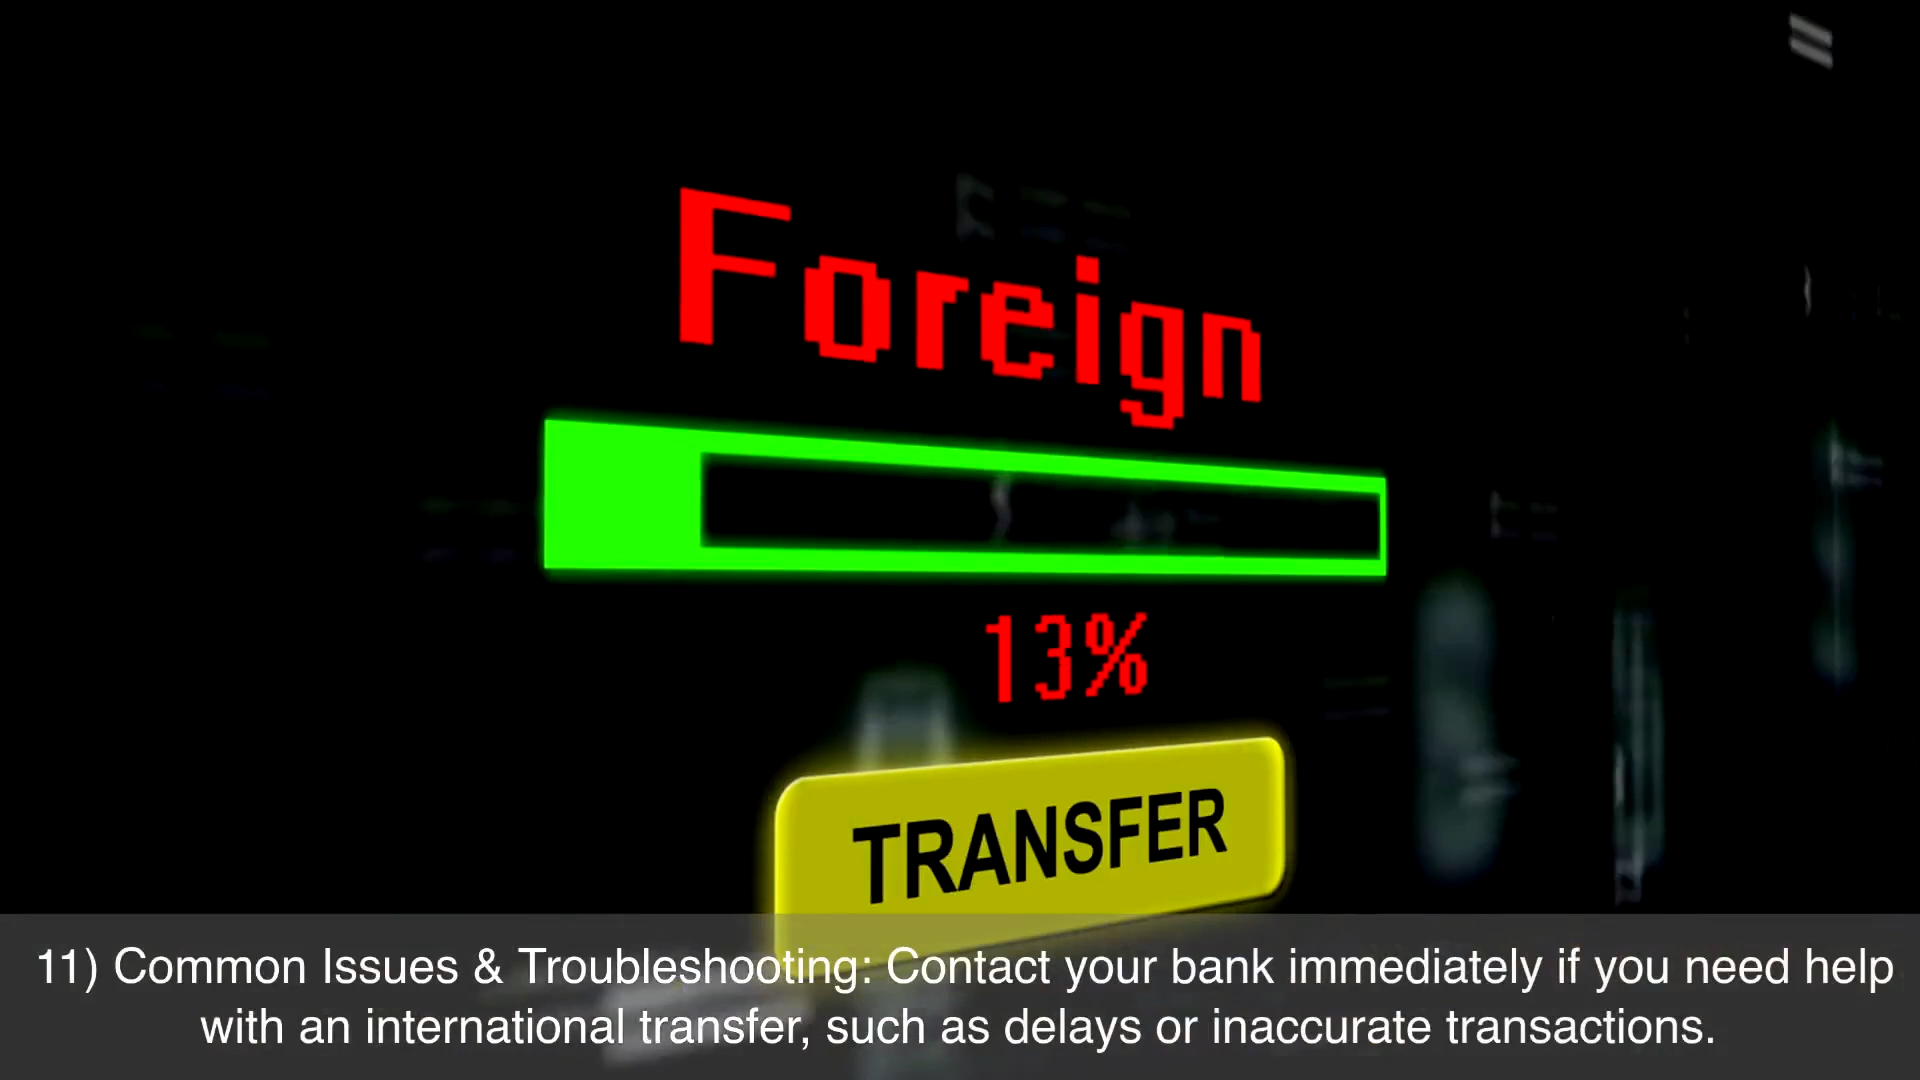 Foreign
13%
TRANSFER
11) Common Issues & Troubleshooting: Contact your bank immediately if you need help
with an international transfer, such as delays or inaccurate transactions.